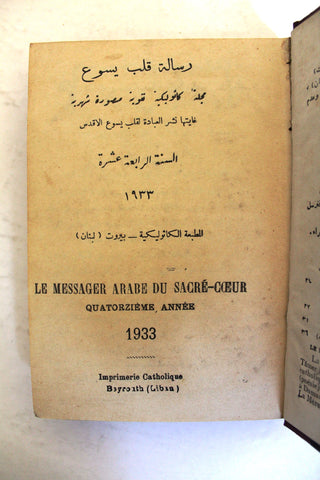 رسالة قلب يسوع
مجلة كاثوليكية قوية مصورة شهرية
غايتها نشر العبادة لقلب يسوع الاقدس
السنة الرابعة عشرة
١٩٣٣
المطبعة الكاثوليكية – بيروت (لبنان)
LE MESSAGER ARABE DU SACRÉ-CŒUR
QUATORZIÈME ANNÉE
1933
Imprimerie Catholique
Beyrouth (Liban)